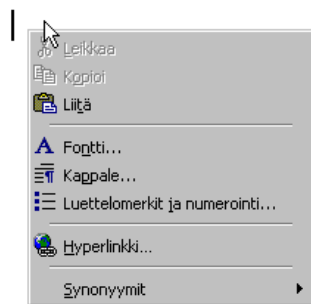 Leikkaa
Kopioi
Liitä
Fontti...
Kappale...
Luettelomerkit ja numerointi...
Hyperlinkki...
Synonyymit